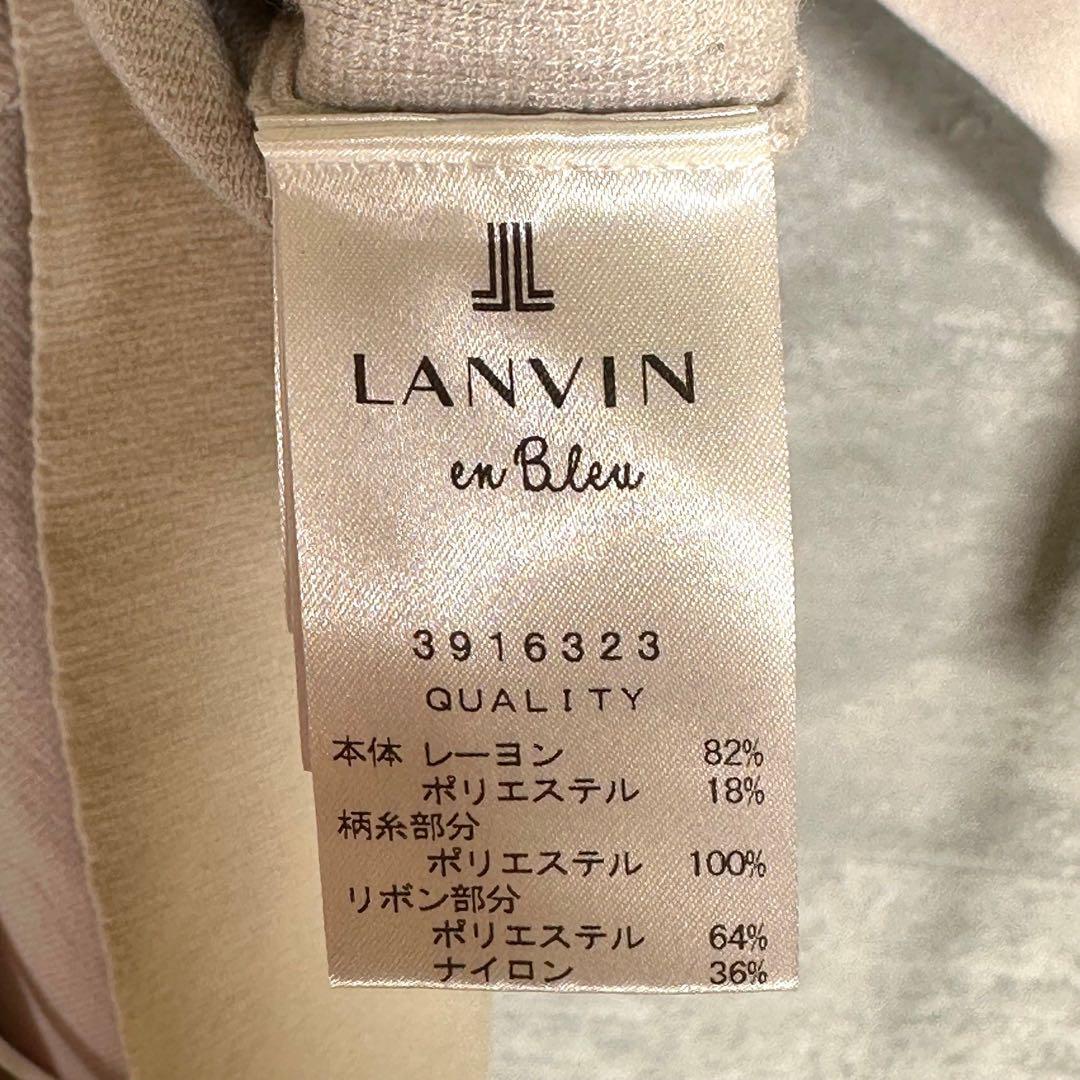 LANVIN
en Bleu
3916323
QUALITY
本体 レーヨン 82%
ポリエステル 18%
柄糸部分
ポリエステル 100%
リボン部分
ポリエステル 64%
ナイロン 36%